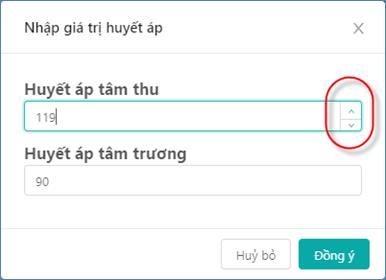 Nhập giá trị huyết áp
Huyết áp tâm thu
119
Huyết áp tâm trương
90
Huỷ bỏ
Đồng ý